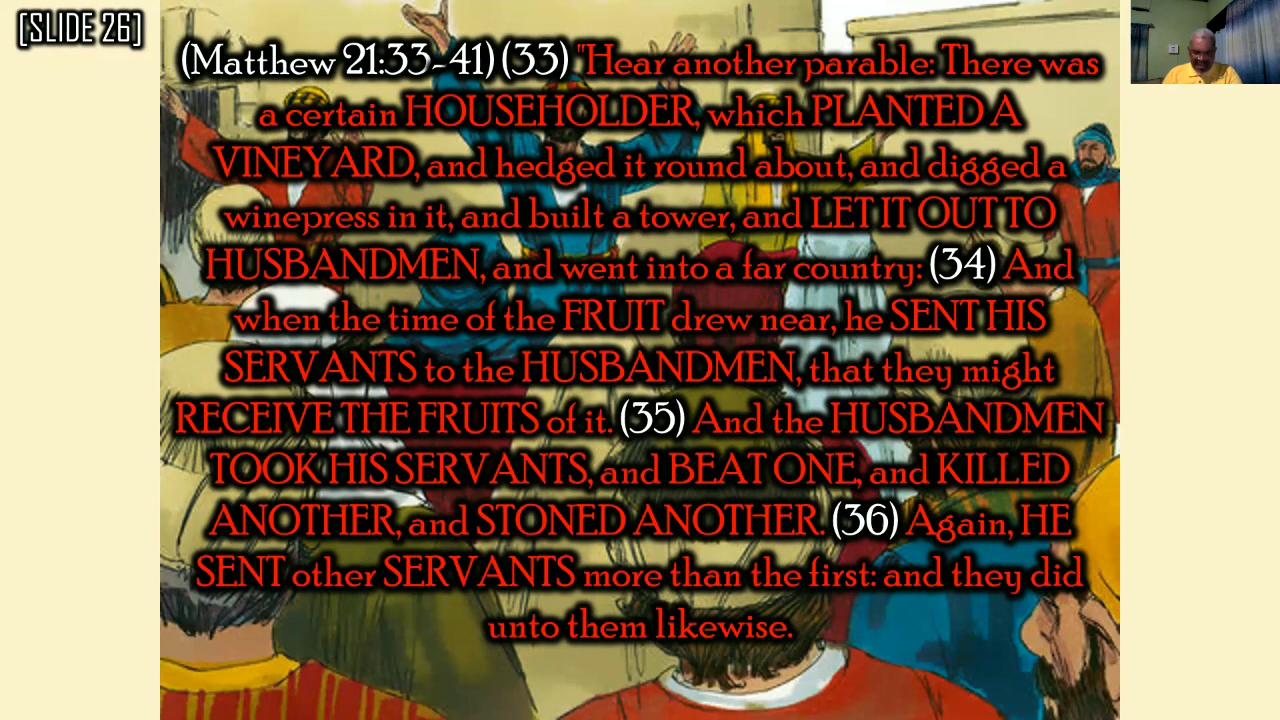 [SLIDE 26]
(Matthew 21:33-41) (33) "Hear another parable: There was
a certain HOUSEHOLDER, which PLANTED A
VINEYARD, and hedged it round about, and digged a
winepress in it, and built a tower, and LET IT OUT TO
HUSBANDMEN, and went into a far country: (34) And
when the time of the FRUIT drew near, he SENT HIS
SERVANTS to the HUSBANDMEN, that they might
RECEIVE THE FRUITS of it. (35) And the HUSBANDMEN
TOOK HIS SERVANTS, and BEAT ONE, and KILLED
ANOTHER, and STONED ANOTHER. (36) Again, HE
SENT other SERVANTS more than the first: and they did
unto them likewise.